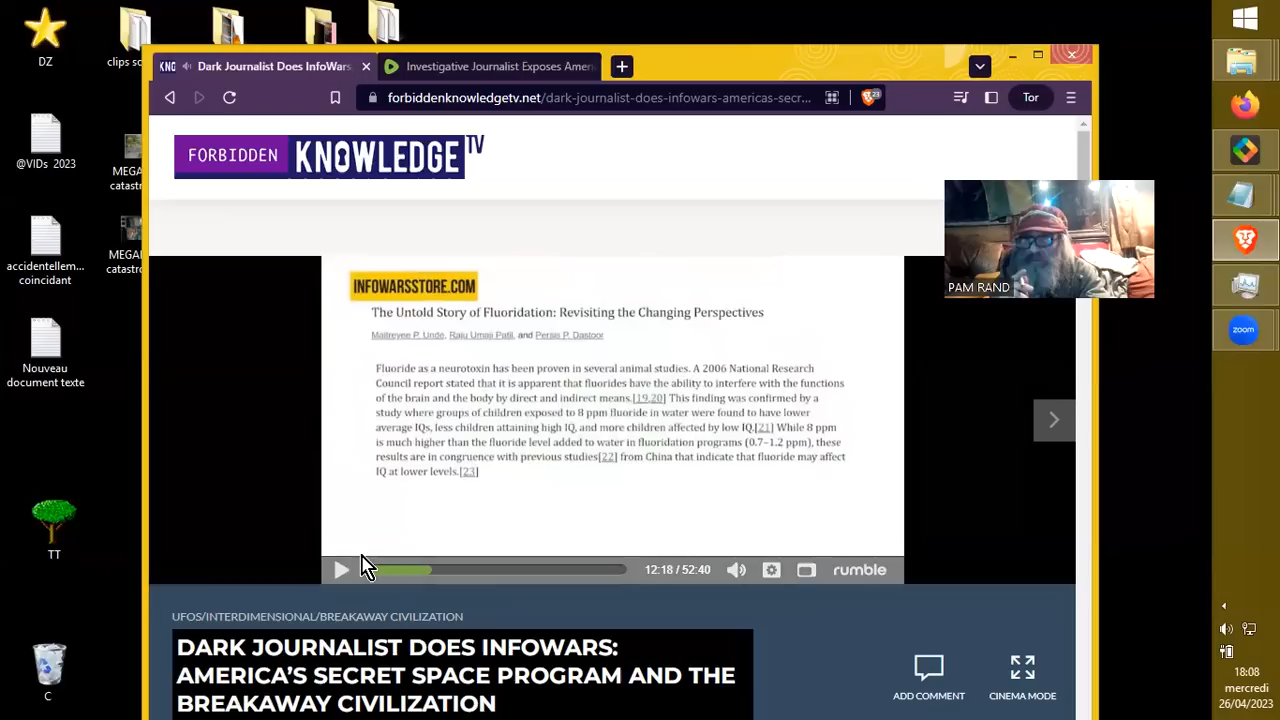 DZ
clips sc
@VIDs 2023
MEGA
catast
accidentellem...
coincidant
MEGA
catastr
Nouveau
document texte
TT
C
KNO
Dark Journalist Does InfoWars
Investigative Journalist Exposes Amer
forbiddenknowledgetv.net/dark-journalist-does-infowars-americas-secr...
23
Tor
FORBIDDEN KNOWLEDGE TV
PAM RAND
INFOWARSSTORE.COM
The Untold Story of Fluoridation: Revisiting the Changing Perspectives
Maitreyee P. Unde, Raju Umaji Patil, and Persis P. Dastoor
Fluoride as a neurotoxin has been proven in several animal studies. A 2006 National Research
Council report stated that it is apparent that fluorides have the ability to interfere with the functions
of the brain and the body by direct and indirect means.[19,20] This finding was confirmed by a
study where groups of children exposed to 8 ppm fluoride in water were found to have lower
average IQs, less children attaining high IQ, and more children affected by low IQ.[21] While 8 ppm
is much higher than the fluoride level added to water in fluoridation programs (0.7–1.2 ppm), these
results are in congruence with previous studies[22] from China that indicate that fluoride may affect
IQ at lower levels.[23]
12:18 / 52:40
rumble
UFOS/INTERDIMENSIONAL/BREAKAWAY CIVILIZATION
DARK JOURNALIST DOES INFOWARS:
AMERICA'S SECRET SPACE PROGRAM AND THE
BREAKAWAY CIVILIZATION
ADD COMMENT
CINEMA MODE
zoom
18:08
mercredi
26/04/2023